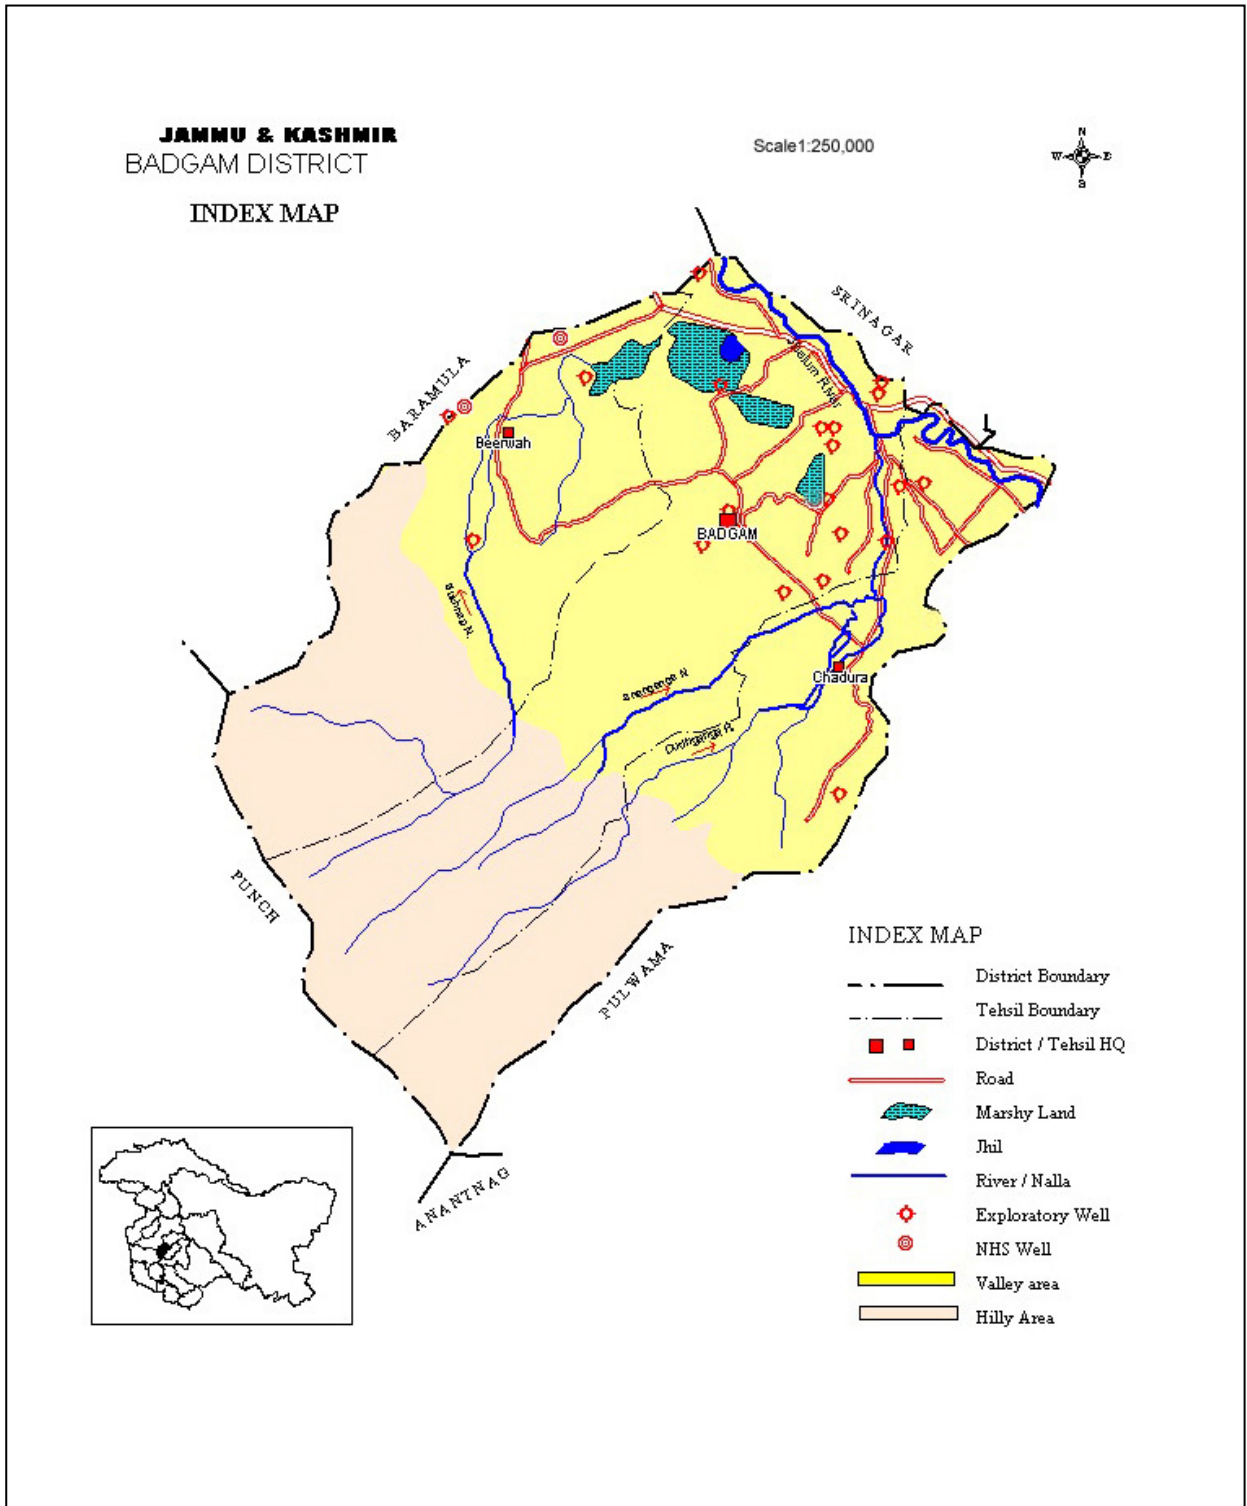 JAMMU & KASHMIR
BADGAM DISTRICT
INDEX MAP
Scale1:250,000
N
W E
S
SRINAGAR
BARAMULA
Jhelum River
Beerwah
BADGAM
Chadura
PUNCH
PULWAMA
ANANTNAG
INDEX MAP
District Boundary
Tehsil Boundary
District / Tehsil HQ
Road
Marshy Land
Jhil
River / Nalla
Exploratory Well
NHS Well
Valley area
Hilly Area